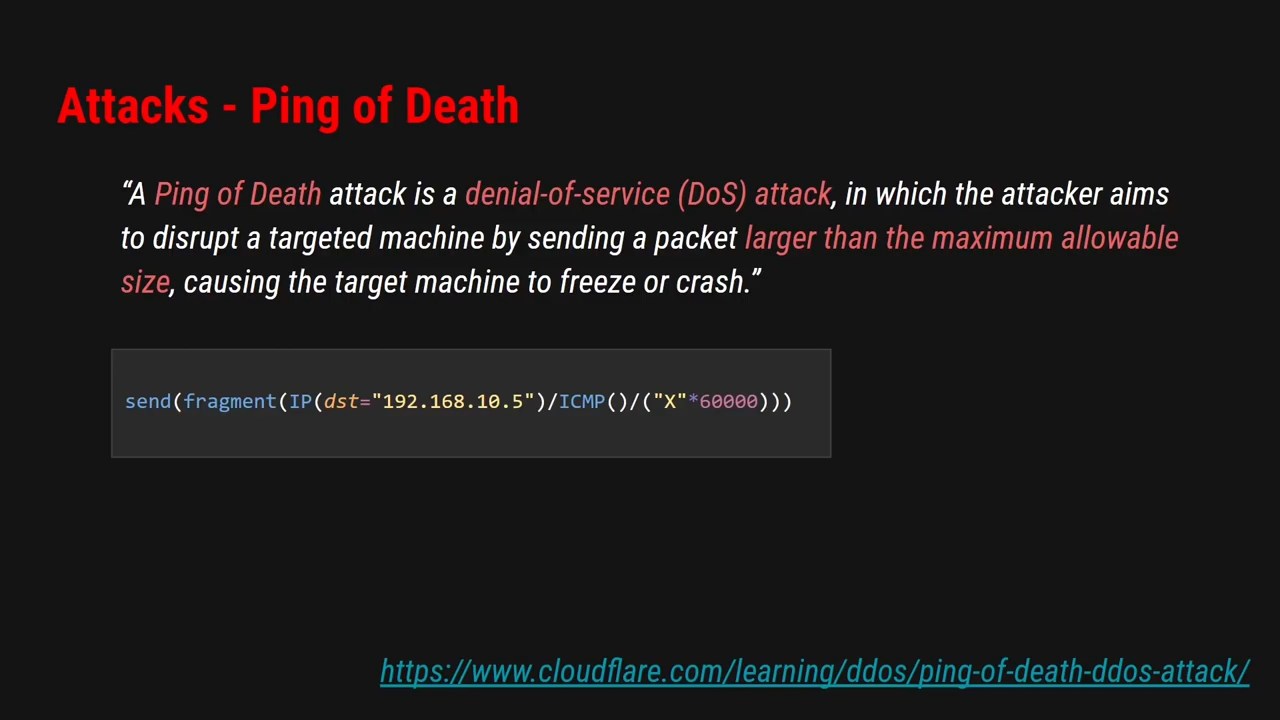 Attacks - Ping of Death
“A Ping of Death attack is a denial-of-service (DoS) attack, in which the attacker aims
to disrupt a targeted machine by sending a packet larger than the maximum allowable
size, causing the target machine to freeze or crash.”
send(fragment(IP(dst="192.168.10.5")/ICMP()/("X"*60000)))
https://www.cloudflare.com/learning/ddos/ping-of-death-ddos-attack/